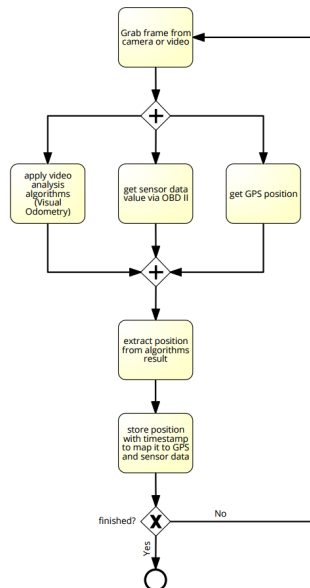 Grab frame from
camera or video
apply video
analysis
algorithms
(Visual
Odometry)
get sensor data
value via OBD II
get GPS position
extract position
from algorithms
result
store position
with timestamp
to map it to GPS
and sensor data
finished?
No
Yes